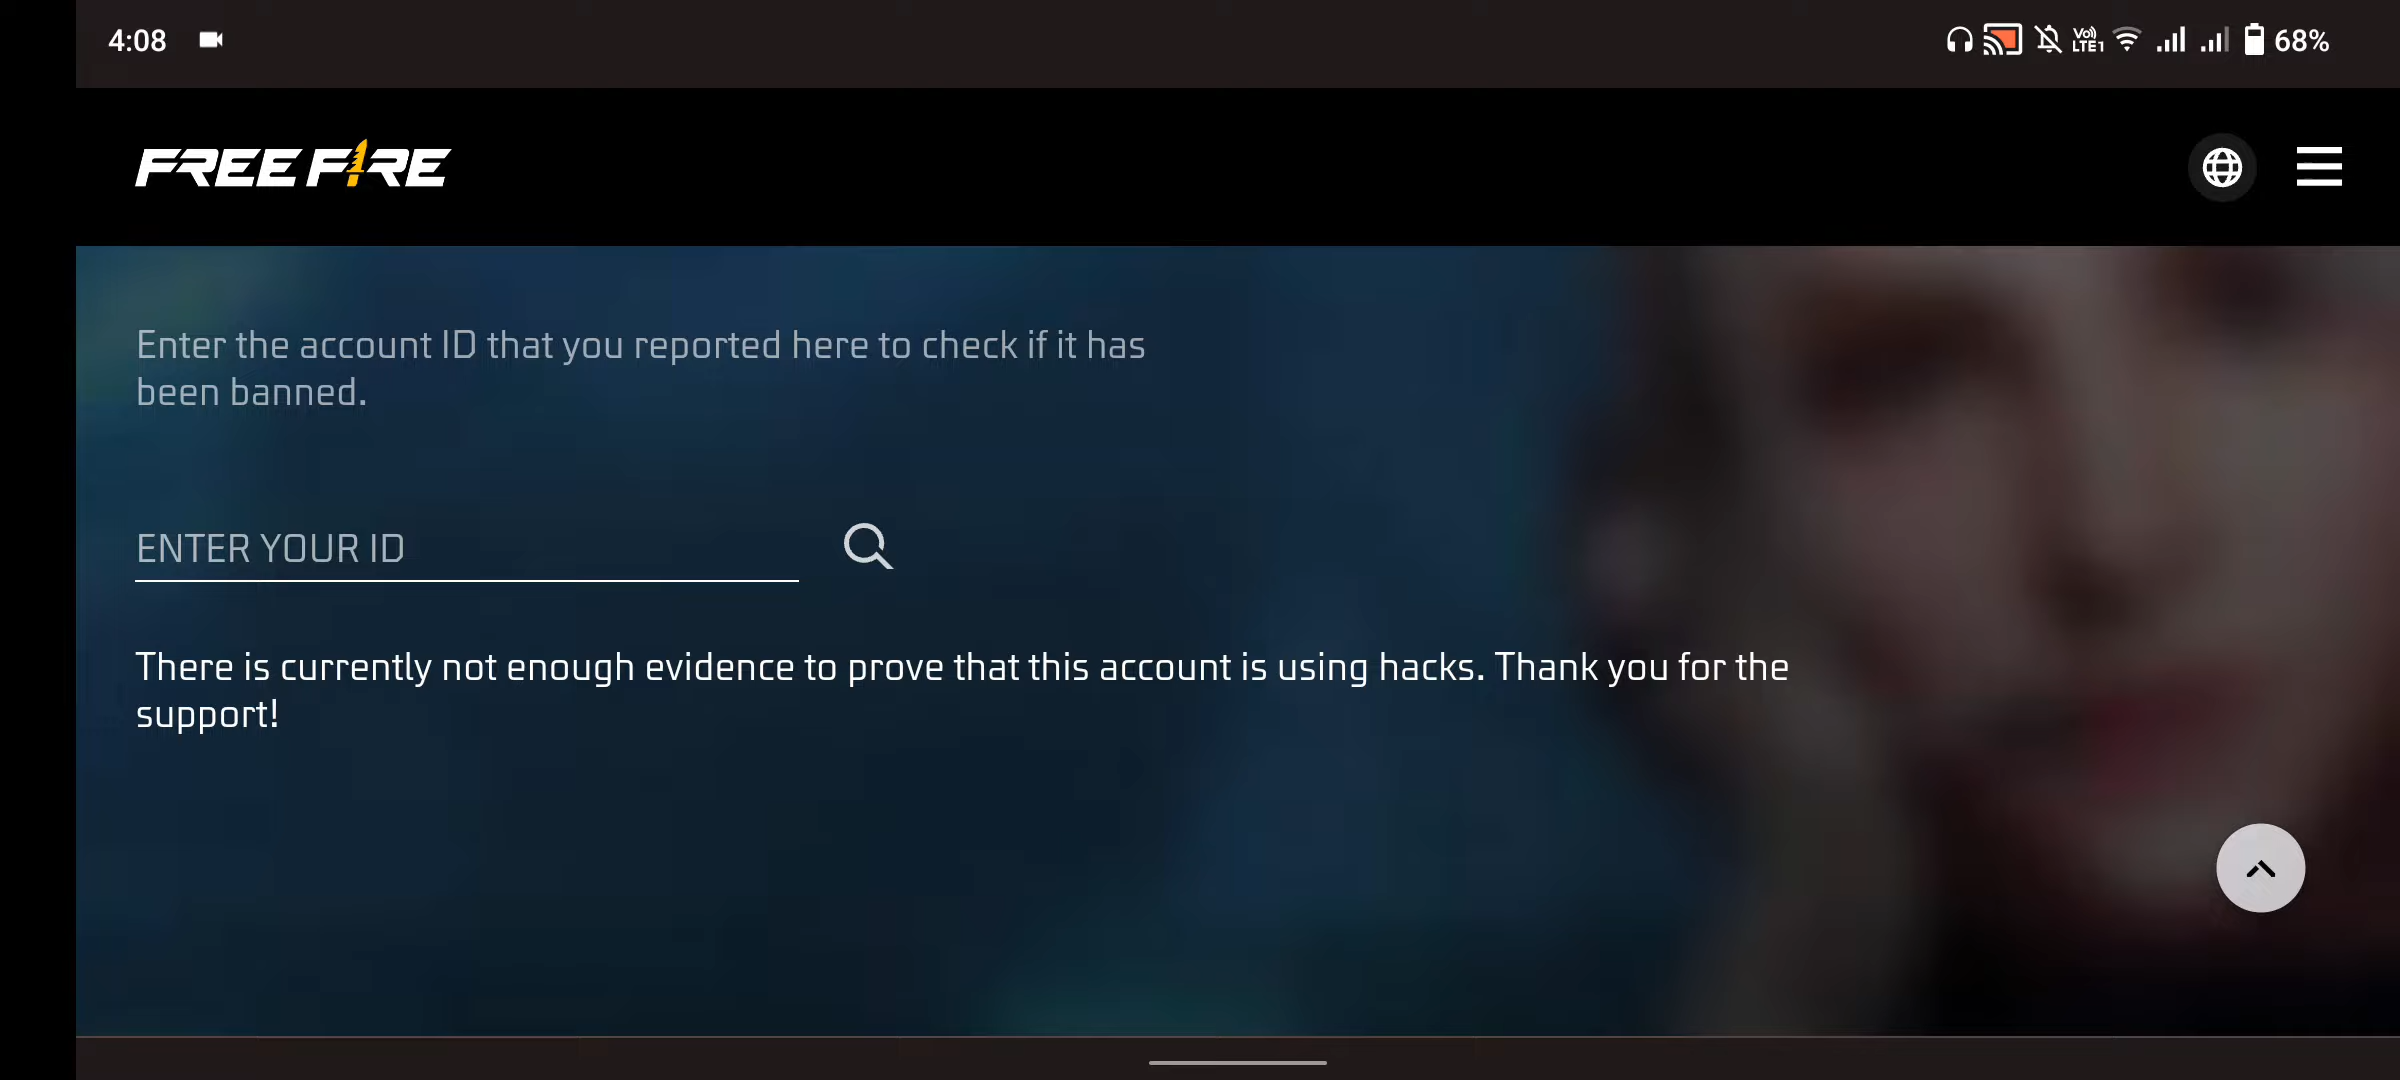 4:08
Vo) LTE1 68%
FREE FIRE
Enter the account ID that you reported here to check if it has
been banned.
ENTER YOUR ID
There is currently not enough evidence to prove that this account is using hacks. Thank you for the
support!